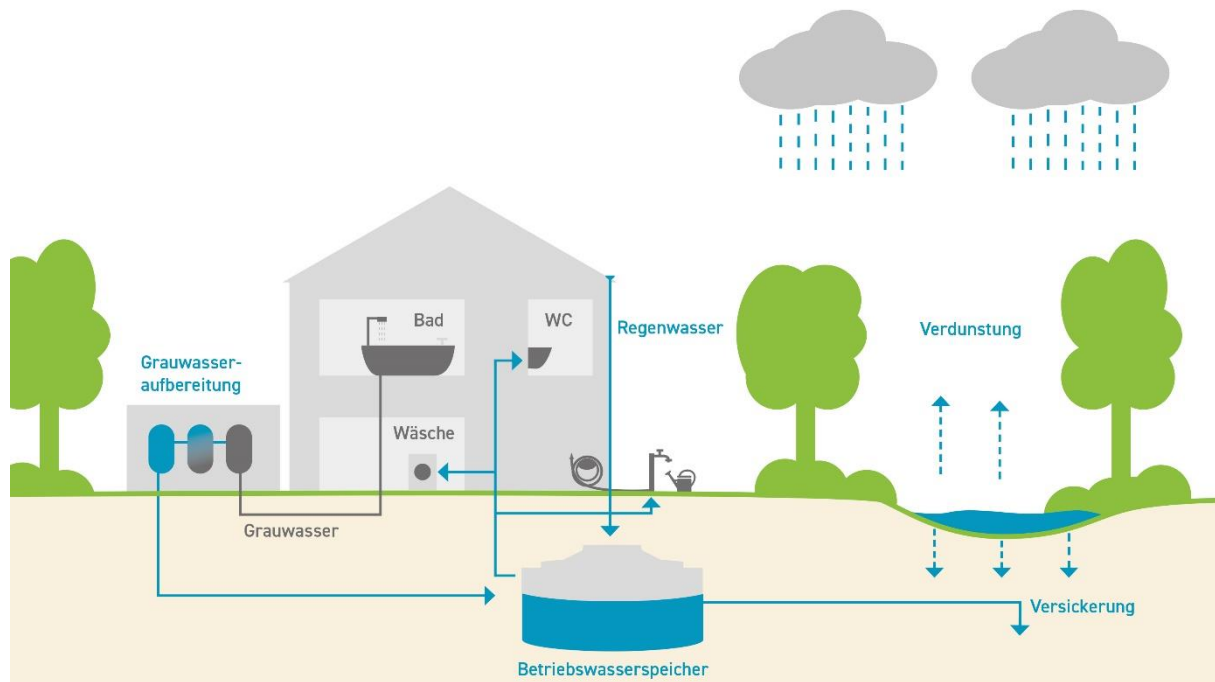 Bad
WC
Regenwasser
Verdunstung
Grauwasser-
aufbereitung
Wäsche
Grauwasser
Versickerung
Betriebswasserspeicher